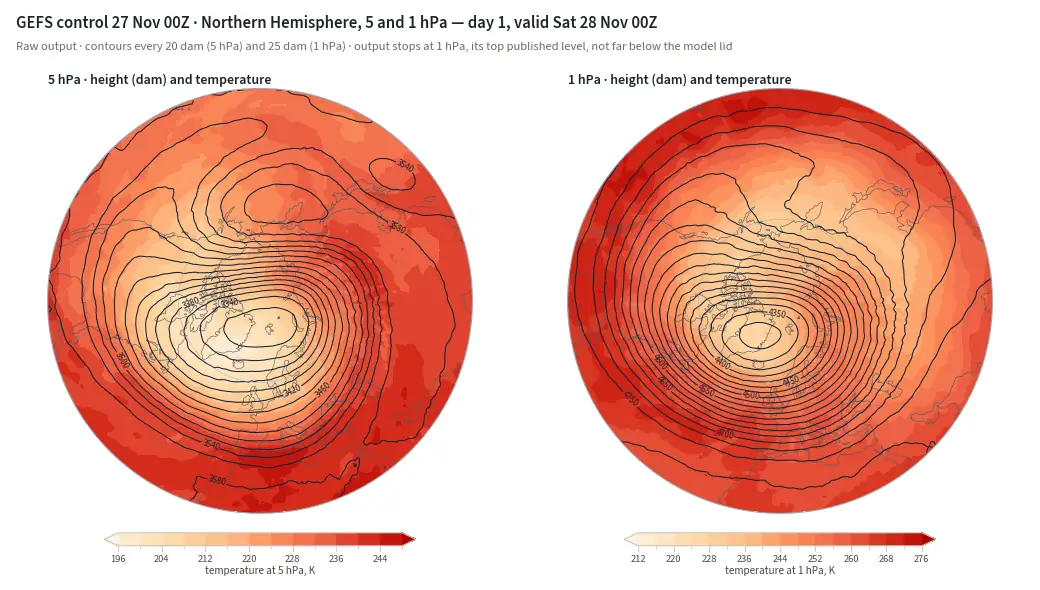 GEFS control 27 Nov 00Z · Northern Hemisphere, 5 and 1 hPa — day 1, valid Sat 28 Nov 00Z
Raw output · contours every 20 dam (5 hPa) and 25 dam (1 hPa) · output stops at 1 hPa, its top published level, not far below the model lid
5 hPa · height (dam) and temperature
1 hPa · height (dam) and temperature
3540
3340
4350
4400
4450
4500
3420
3460
4700
3540
3580
196 204 212 220 228 236 244
temperature at 5 hPa, K
212 220 228 236 244 252 260 268 276
temperature at 1 hPa, K